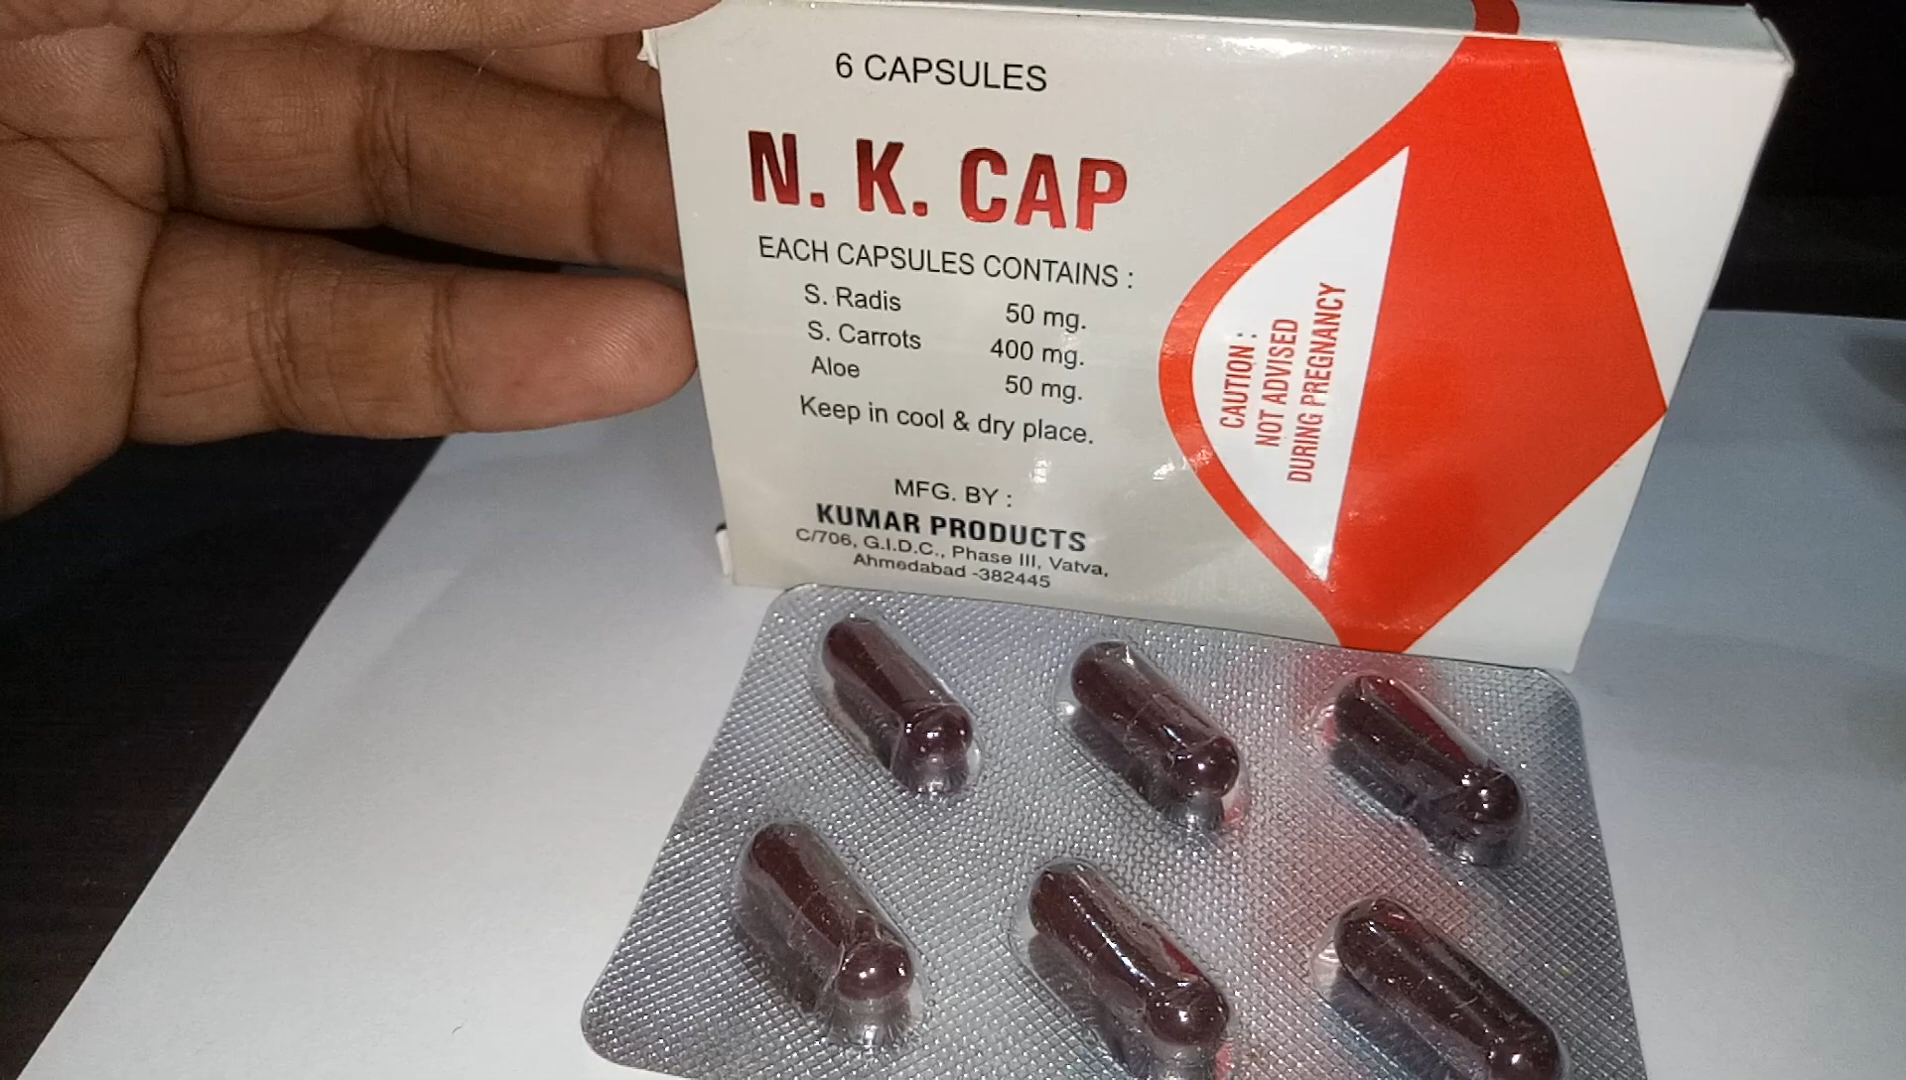 6 CAPSULES
N. K. CAP
EACH CAPSULES CONTAINS :
S. Radis 50 mg.
S. Carrots 400 mg.
Aloe 50 mg.
Keep in cool & dry place.
MFG. BY :
KUMAR PRODUCTS
C/706, G.I.D.C., Phase III, Vatva,
Ahmedabad -382445
CAUTION :
NOT ADVISED
DURING PREGNANCY